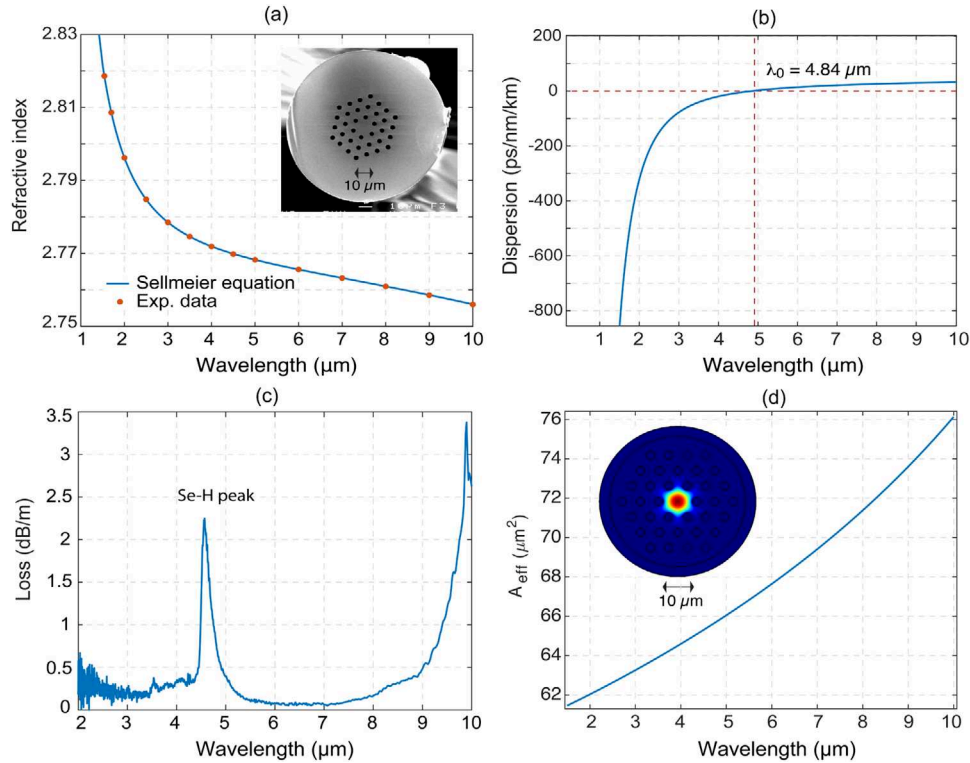 (a)
2.83
2.81
2.79
2.77
2.75
Refractive index
10 µm
Sellmeier equation
Exp. data
1 2 3 4 5 6 7 8 9 10
Wavelength (µm)
(b)
200
0
-200
-400
-600
-800
Dispersion (ps/nm/km)
λ0 = 4.84 µm
1 2 3 4 5 6 7 8 9 10
Wavelength (µm)
(c)
3.5
3
2.5
2
1.5
1
0.5
0
Loss (dB/m)
Se-H peak
2 3 4 5 6 7 8 9 10
Wavelength (µm)
(d)
76
74
72
70
68
66
64
62
A eff (µm²)
10 µm
2 3 4 5 6 7 8 9 10
Wavelength (µm)